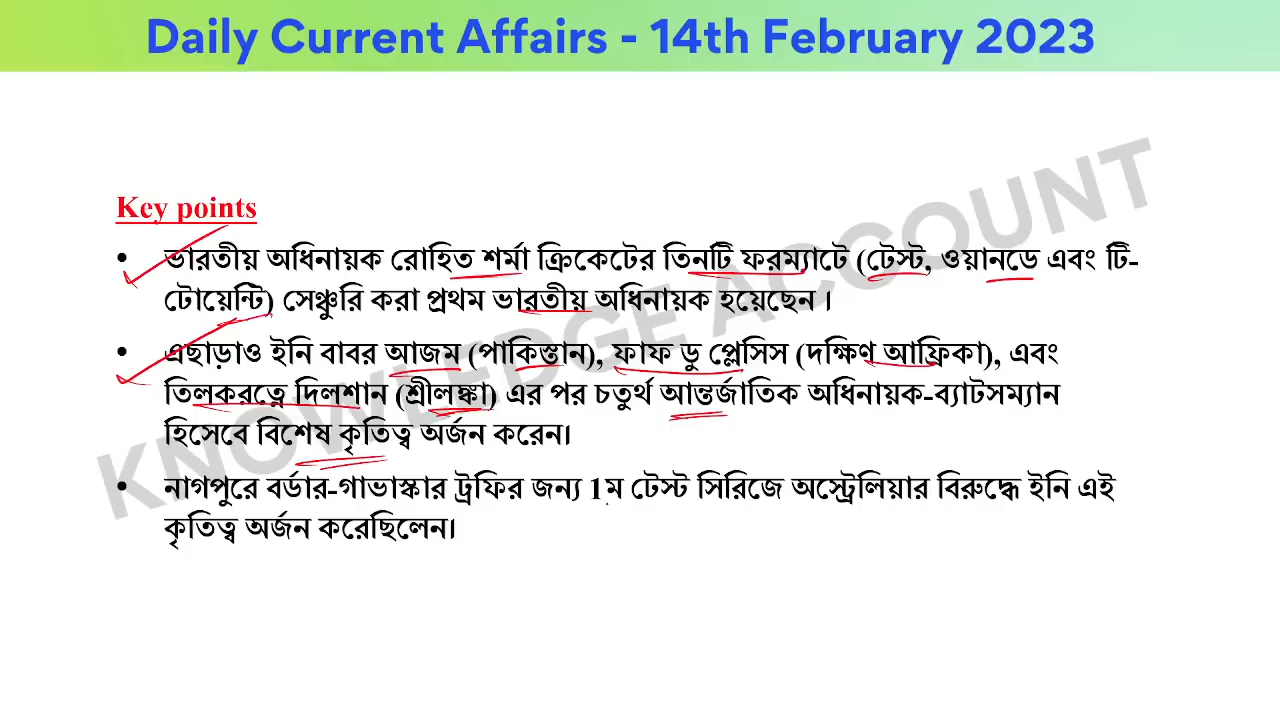 Daily Current Affairs - 14th February 2023
Key points
• ভারতীয় অধিনায়ক রোহিত শর্মা ক্রিকেটের তিনটি ফরম্যাটে (টেস্ট, ওয়ানডে এবং টি-
টোয়েন্টি) সেঞ্চুরি করা প্রথম ভারতীয় অধিনায়ক হয়েছেন।
• এছাড়াও ইনি বাবর আজম (পাকিস্তান), ফাফ ডু প্লেসিস (দক্ষিণ আফ্রিকা), এবং
তিলকরত্নে দিলশান (শ্রীলঙ্কা) এর পর চতুর্থ আন্তর্জাতিক অধিনায়ক-ব্যাটসম্যান
হিসেবে বিশেষ কৃতিত্ব অর্জন করেন।
• নাগপুরে বর্ডার-গাভাস্কার ট্রফির জন্য 1ম টেস্ট সিরিজে অস্ট্রেলিয়ার বিরুদ্ধে ইনি এই
কৃতিত্ব অর্জন করেছিলেন।
KNOWLEDGE ACCOUNT